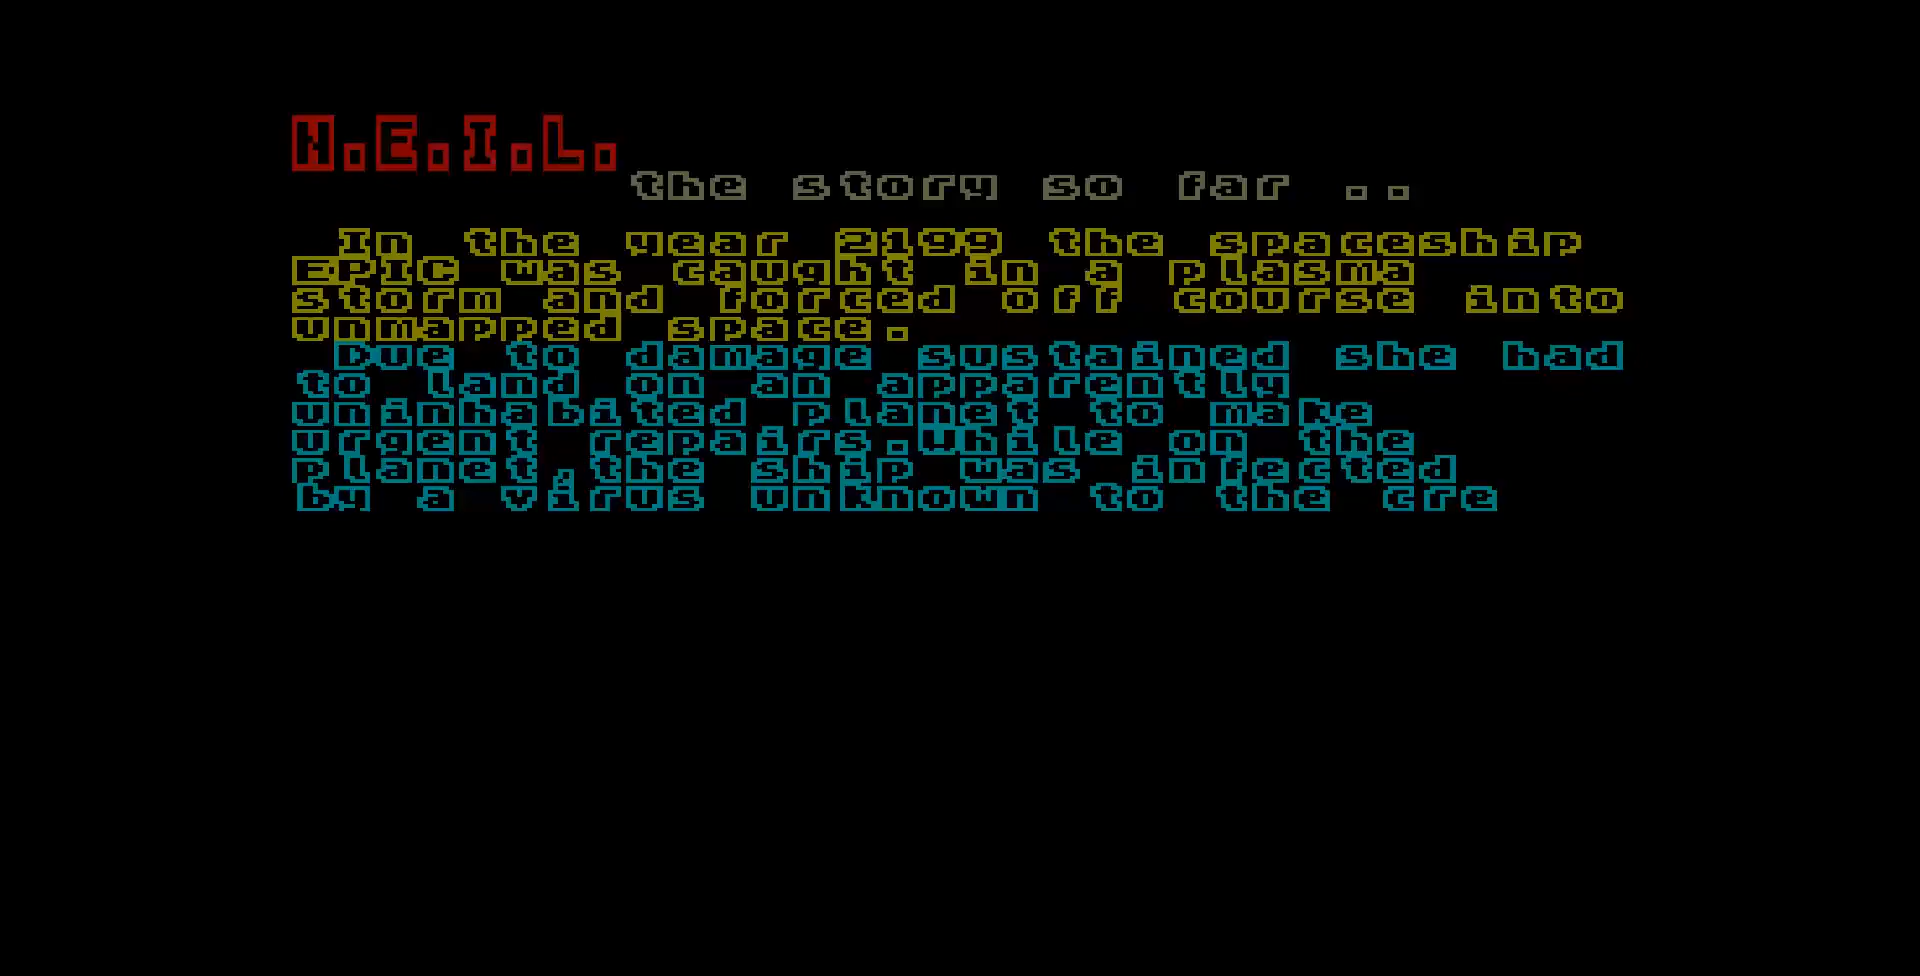 N.E.I.L.
the story so far ..
In the year 2199 the spaceship
EPIC was caught in a plasma
storm and forced off course into
unmapped space.
Due to damage sustained she had
to land on an apparently
uninhabited planet to make
urgent repairs.While on the
planet,the ship was infected
by a virus unknown to the cre